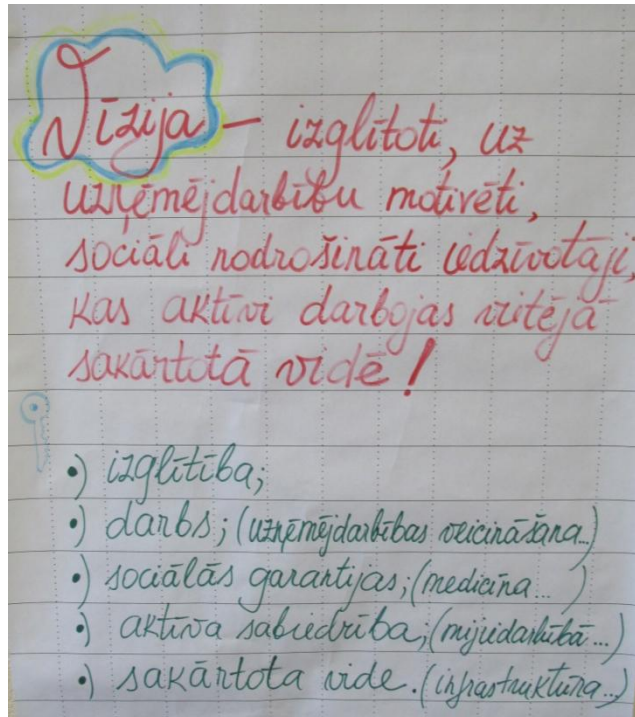 Vīzija – izglītoti, uz
uzņēmējdarbību motivēti,
sociāli nodrošināti iedzīvotāji,
kas aktīvi darbojas vietējā
sakārtotā vidē!
•) izglītība;
•) darbs; (uzņēmējdarbības veicināšana...)
•) sociālās garantijas; (medicīna... )
•) aktīva sabiedrība; (mijiedarbībā...)
•) sakārtota vide. (infrastruktūra...)